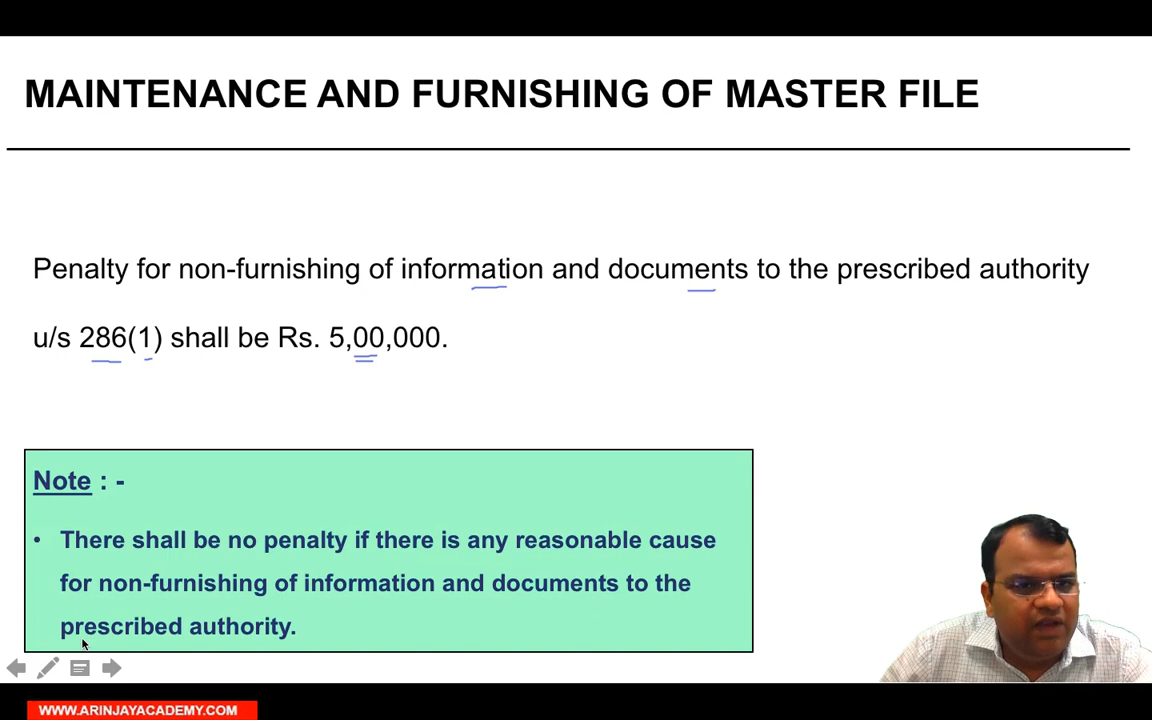 MAINTENANCE AND FURNISHING OF MASTER FILE
Penalty for non-furnishing of information and documents to the prescribed authority
u/s 286(1) shall be Rs. 5,00,000.
Note : -
• There shall be no penalty if there is any reasonable cause
for non-furnishing of information and documents to the
prescribed authority.
WWW.ARINJAYACADEMY.COM